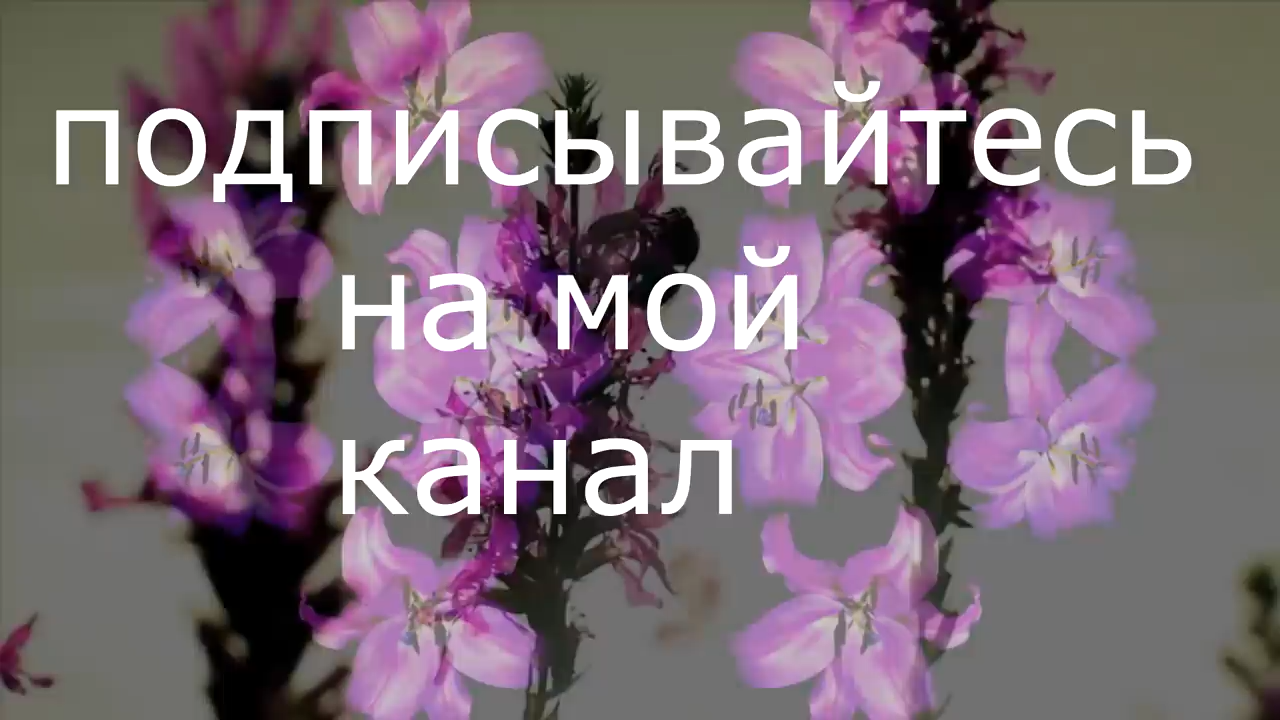 подписывайтесь
на мой
канал